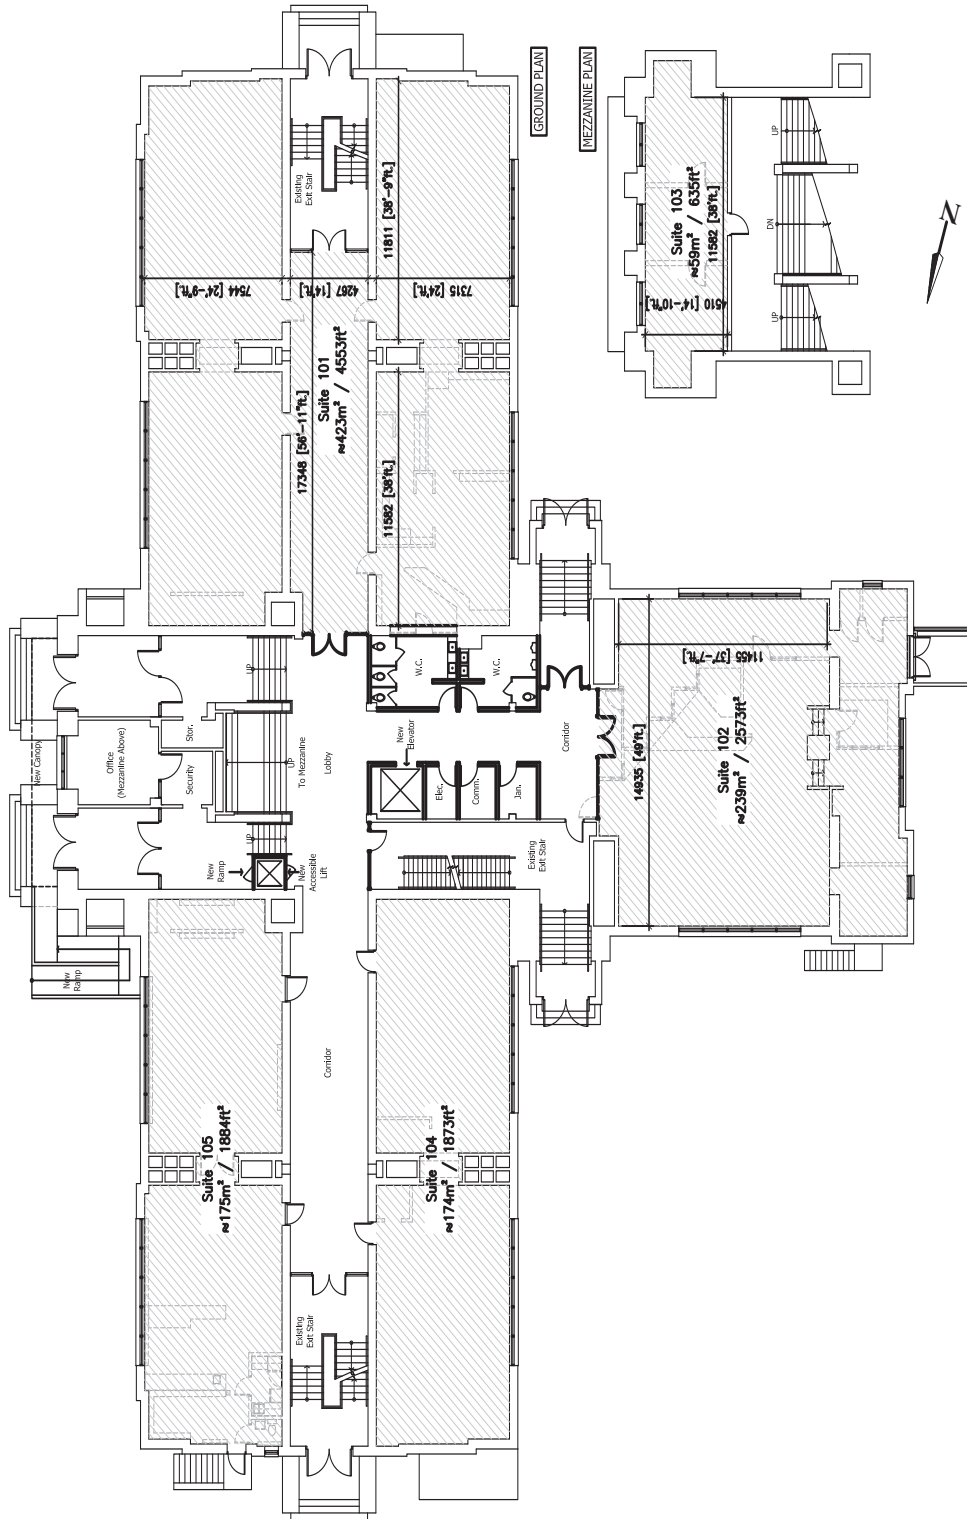 GROUND PLAN
MEZZANINE PLAN
N
New Canopy
Office
(Mezzanine Above)
Stor.
Security
UP
UP
To Mezzanine
Lobby
UP
New
Ramp
New
Accessible
Lift
New
Ramp
Existing
Exit Stair
7544 [24'-9"ft.]
4267 [14'ft.]
7315 [24'ft.]
11811 [38'-9"ft.]
Suite 101
≈423m² / 4553ft²
17348 [56'-11"ft.]
11582 [38'ft.]
W.C.
W.C.
New
Elevator
Elec.
Comm.
Jan.
Corridor
Existing
Exit Stair
14935 [49'ft.]
11455 [37'-7"ft.]
Suite 102
≈239m² / 2573ft²
Suite 103
≈59m² / 635ft²
11582 [38'ft.]
4510 [14'-10"ft.]
UP
DN
UP
Corridor
Suite 105
≈175m² / 1884ft²
Suite 104
≈174m² / 1873ft²
Existing
Exit Stair